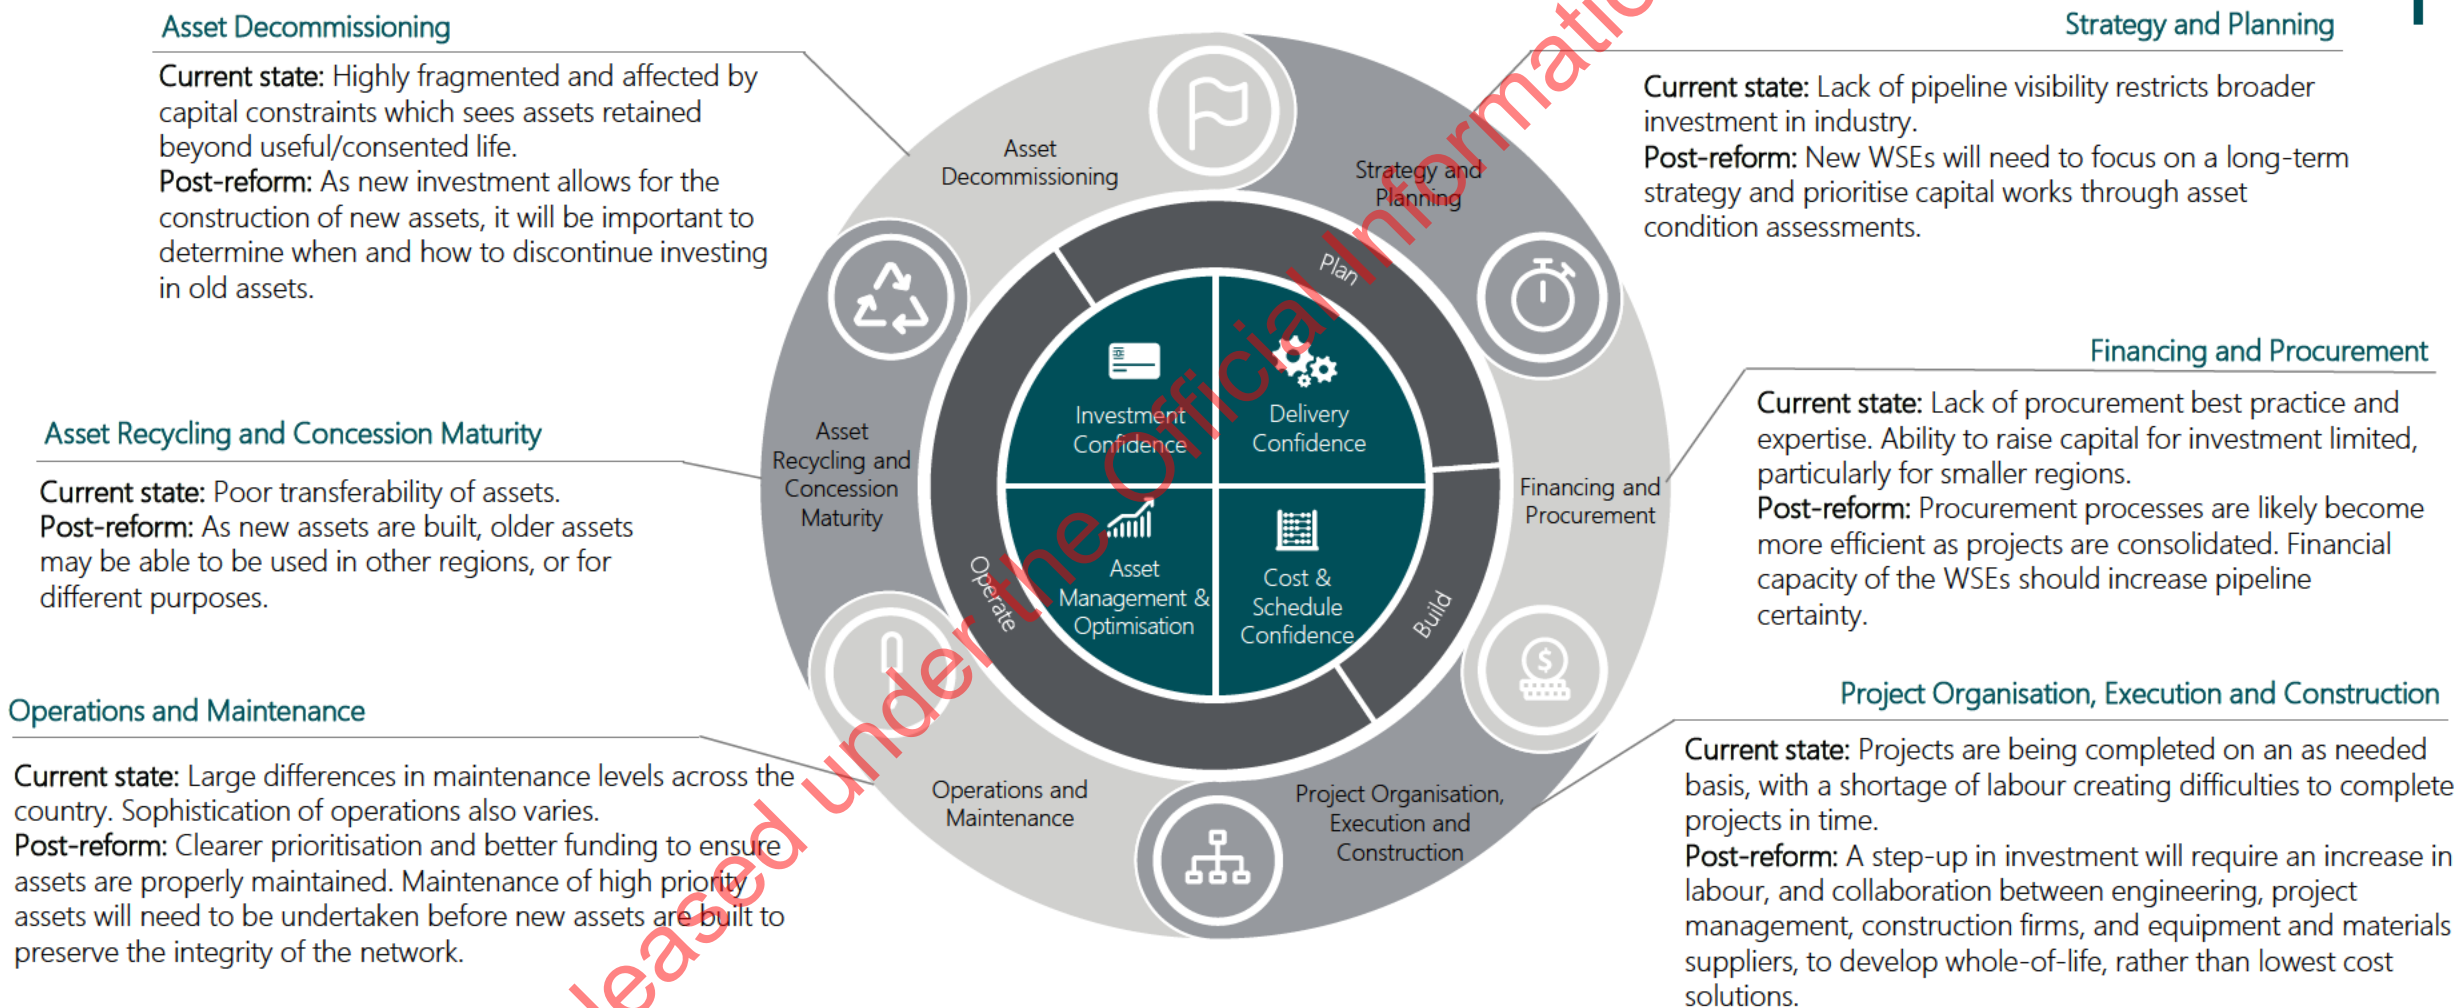 Asset Decommissioning
Current state: Highly fragmented and affected by
capital constraints which sees assets retained
beyond useful/consented life.
Post-reform: As new investment allows for the
construction of new assets, it will be important to
determine when and how to discontinue investing
in old assets.
Asset Recycling and Concession Maturity
Current state: Poor transferability of assets.
Post-reform: As new assets are built, older assets
may be able to be used in other regions, or for
different purposes.
Operations and Maintenance
Current state: Large differences in maintenance levels across the
country. Sophistication of operations also varies.
Post-reform: Clearer prioritisation and better funding to ensure
assets are properly maintained. Maintenance of high priority
assets will need to be undertaken before new assets are built to
preserve the integrity of the network.
Asset
Decommissioning
Strategy and
Planning
Asset
Recycling and
Concession
Maturity
Financing and
Procurement
Operations and
Maintenance
Project Organisation,
Execution and
Construction
Plan
Build
Operate
Investment
Confidence
Delivery
Confidence
Asset
Management &
Optimisation
Cost &
Schedule
Confidence
$
Strategy and Planning
Current state: Lack of pipeline visibility restricts broader
investment in industry.
Post-reform: New WSEs will need to focus on a long-term
strategy and prioritise capital works through asset
condition assessments.
Financing and Procurement
Current state: Lack of procurement best practice and
expertise. Ability to raise capital for investment limited,
particularly for smaller regions.
Post-reform: Procurement processes are likely become
more efficient as projects are consolidated. Financial
capacity of the WSEs should increase pipeline
certainty.
Project Organisation, Execution and Construction
Current state: Projects are being completed on an as needed
basis, with a shortage of labour creating difficulties to complete
projects in time.
Post-reform: A step-up in investment will require an increase in
labour, and collaboration between engineering, project
management, construction firms, and equipment and materials
suppliers, to develop whole-of-life, rather than lowest cost
solutions.
leased under the Official Informatio